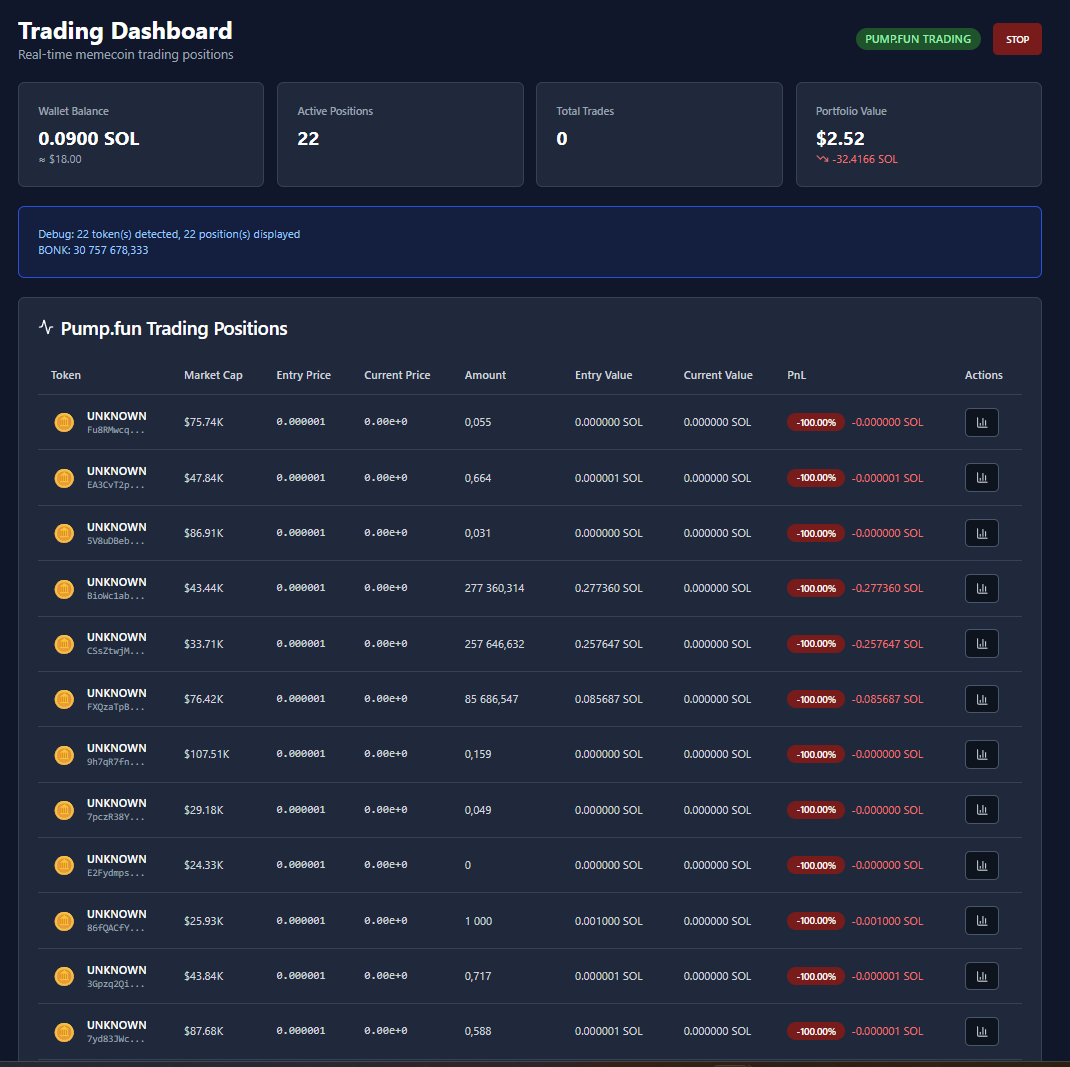 Trading Dashboard
Real-time memecoin trading positions
PUMP.FUN TRADING
STOP
Wallet Balance
0.0900 SOL
≈ $18.00
Active Positions
22
Total Trades
0
Portfolio Value
$2.52
-32.4166 SOL
Debug: 22 token(s) detected, 22 position(s) displayed
BONK: 30 757 678,333
Pump.fun Trading Positions
Token Market Cap Entry Price Current Price Amount Entry Value Current Value PnL Actions
UNKNOWN
Fu8RMwcq...
$75.74K 0.000001 0.00e+0 0,055 0.000000 SOL 0.000000 SOL -100.00% -0.000000 SOL
UNKNOWN
EA3CvT2p...
$47.84K 0.000001 0.00e+0 0,664 0.000001 SOL 0.000000 SOL -100.00% -0.000001 SOL
UNKNOWN
5V8uDBeb...
$86.91K 0.000001 0.00e+0 0,031 0.000000 SOL 0.000000 SOL -100.00% -0.000000 SOL
UNKNOWN
BioWc1ab...
$43.44K 0.000001 0.00e+0 277 360,314 0.277360 SOL 0.000000 SOL -100.00% -0.277360 SOL
UNKNOWN
CSsZtwjM...
$33.71K 0.000001 0.00e+0 257 646,632 0.257647 SOL 0.000000 SOL -100.00% -0.257647 SOL
UNKNOWN
FXQzaTpB...
$76.42K 0.000001 0.00e+0 85 686,547 0.085687 SOL 0.000000 SOL -100.00% -0.085687 SOL
UNKNOWN
9h7qR7fn...
$107.51K 0.000001 0.00e+0 0,159 0.000000 SOL 0.000000 SOL -100.00% -0.000000 SOL
UNKNOWN
7pczR38Y...
$29.18K 0.000001 0.00e+0 0,049 0.000000 SOL 0.000000 SOL -100.00% -0.000000 SOL
UNKNOWN
E2Fydmps...
$24.33K 0.000001 0.00e+0 0 0.000000 SOL 0.000000 SOL -100.00% -0.000000 SOL
UNKNOWN
86fQACfY...
$25.93K 0.000001 0.00e+0 1 000 0.001000 SOL 0.000000 SOL -100.00% -0.001000 SOL
UNKNOWN
3Gpzq2Qi...
$43.84K 0.000001 0.00e+0 0,717 0.000001 SOL 0.000000 SOL -100.00% -0.000001 SOL
UNKNOWN
7yd83JWc...
$87.68K 0.000001 0.00e+0 0,588 0.000001 SOL 0.000000 SOL -100.00% -0.000001 SOL